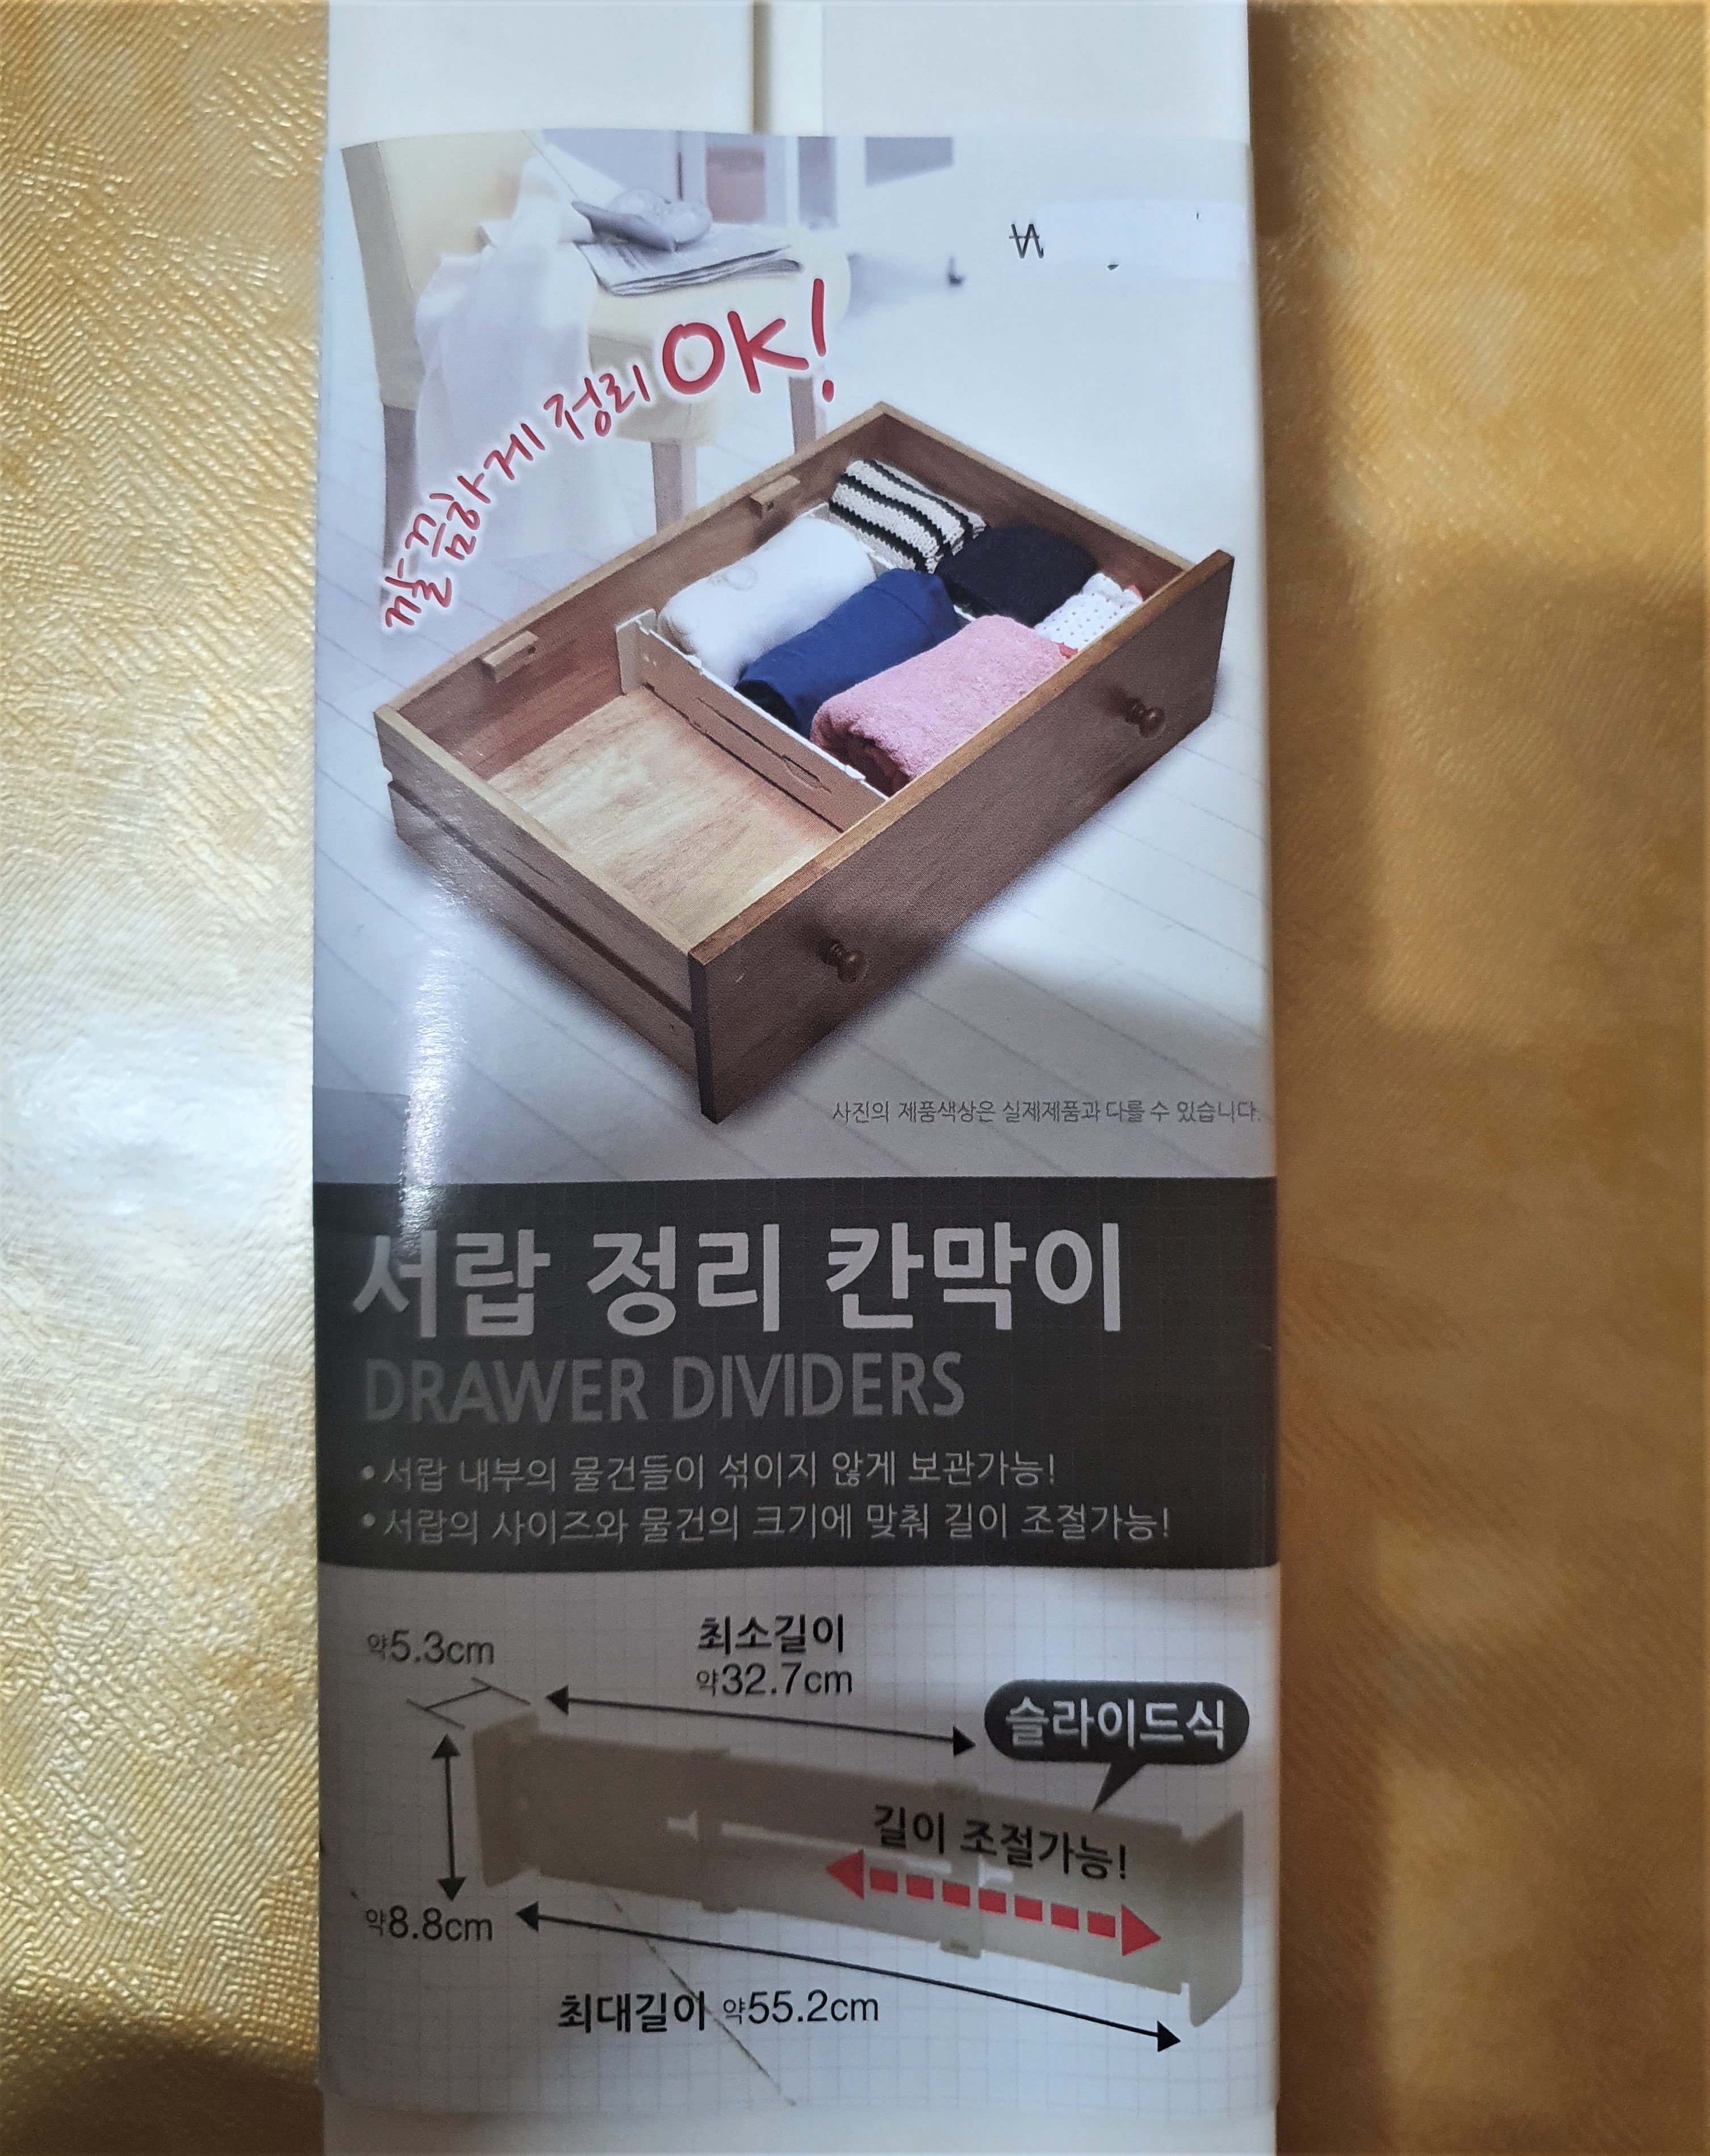 ₩
깔끔하게 정리 OK!
사진의 제품색상은 실제제품과 다를 수 있습니다.
서랍 정리 칸막이
DRAWER DIVIDERS
• 서랍 내부의 물건들이 섞이지 않게 보관가능!
• 서랍의 사이즈와 물건의 크기에 맞춰 길이 조절가능!
약5.3cm
최소길이
약32.7cm
슬라이드식
길이 조절가능!
약8.8cm
최대길이 약55.2cm